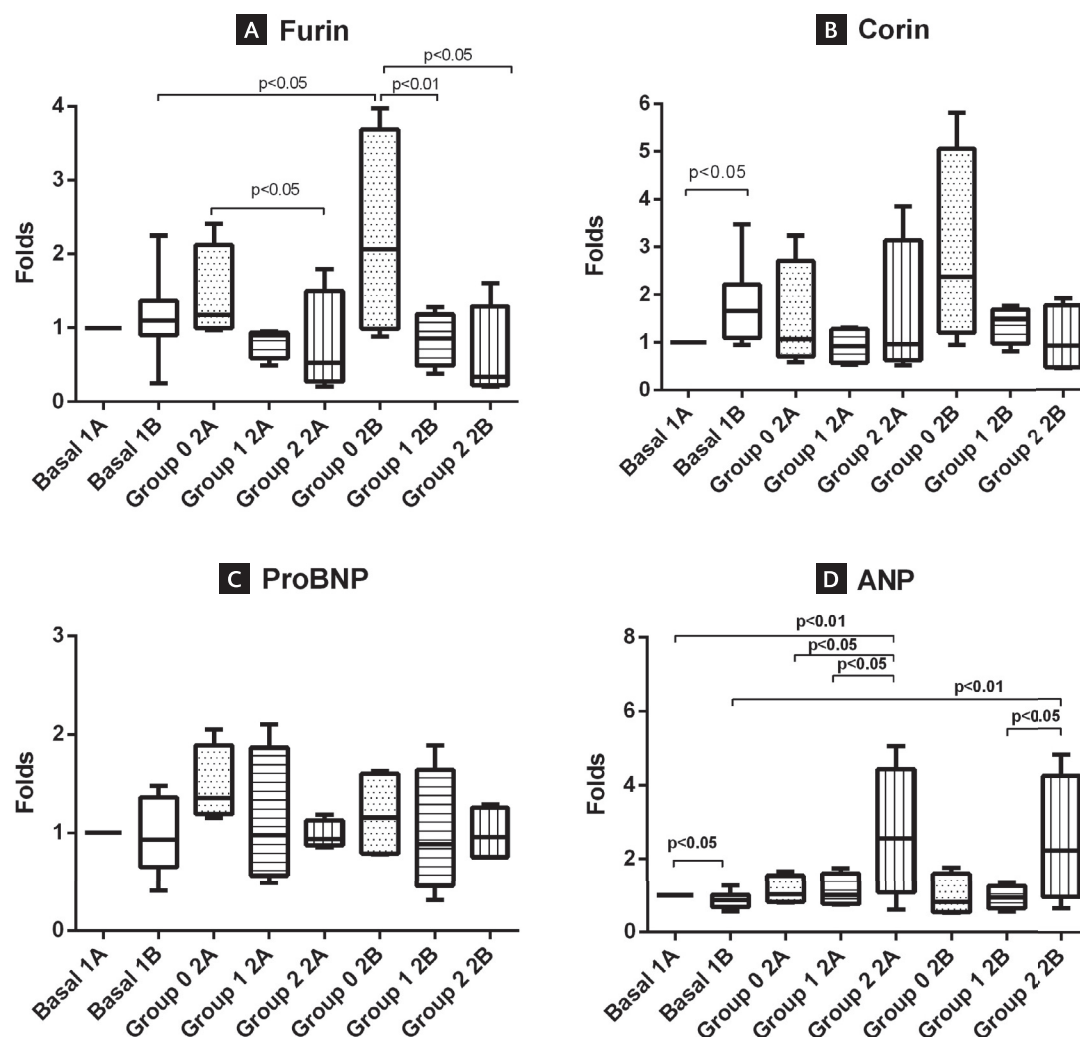 A Furin
p<0.05
p<0.05
p<0.01
p<0.05
Folds
4
3
2
1
0
Basal 1A
Basal 1B
Group 0 2A
Group 1 2A
Group 2 2A
Group 0 2B
Group 1 2B
Group 2 2B
B Corin
p<0.05
Folds
6
5
4
3
2
1
0
Basal 1A
Basal 1B
Group 0 2A
Group 1 2A
Group 2 2A
Group 0 2B
Group 1 2B
Group 2 2B
C ProBNP
Folds
3
2
1
0
Basal 1A
Basal 1B
Group 0 2A
Group 1 2A
Group 2 2A
Group 0 2B
Group 1 2B
Group 2 2B
D ANP
p<0.01
p<0.05
p<0.05
p<0.01
p<0.05
p<0.05
Folds
8
6
4
2
0
Basal 1A
Basal 1B
Group 0 2A
Group 1 2A
Group 2 2A
Group 0 2B
Group 1 2B
Group 2 2B